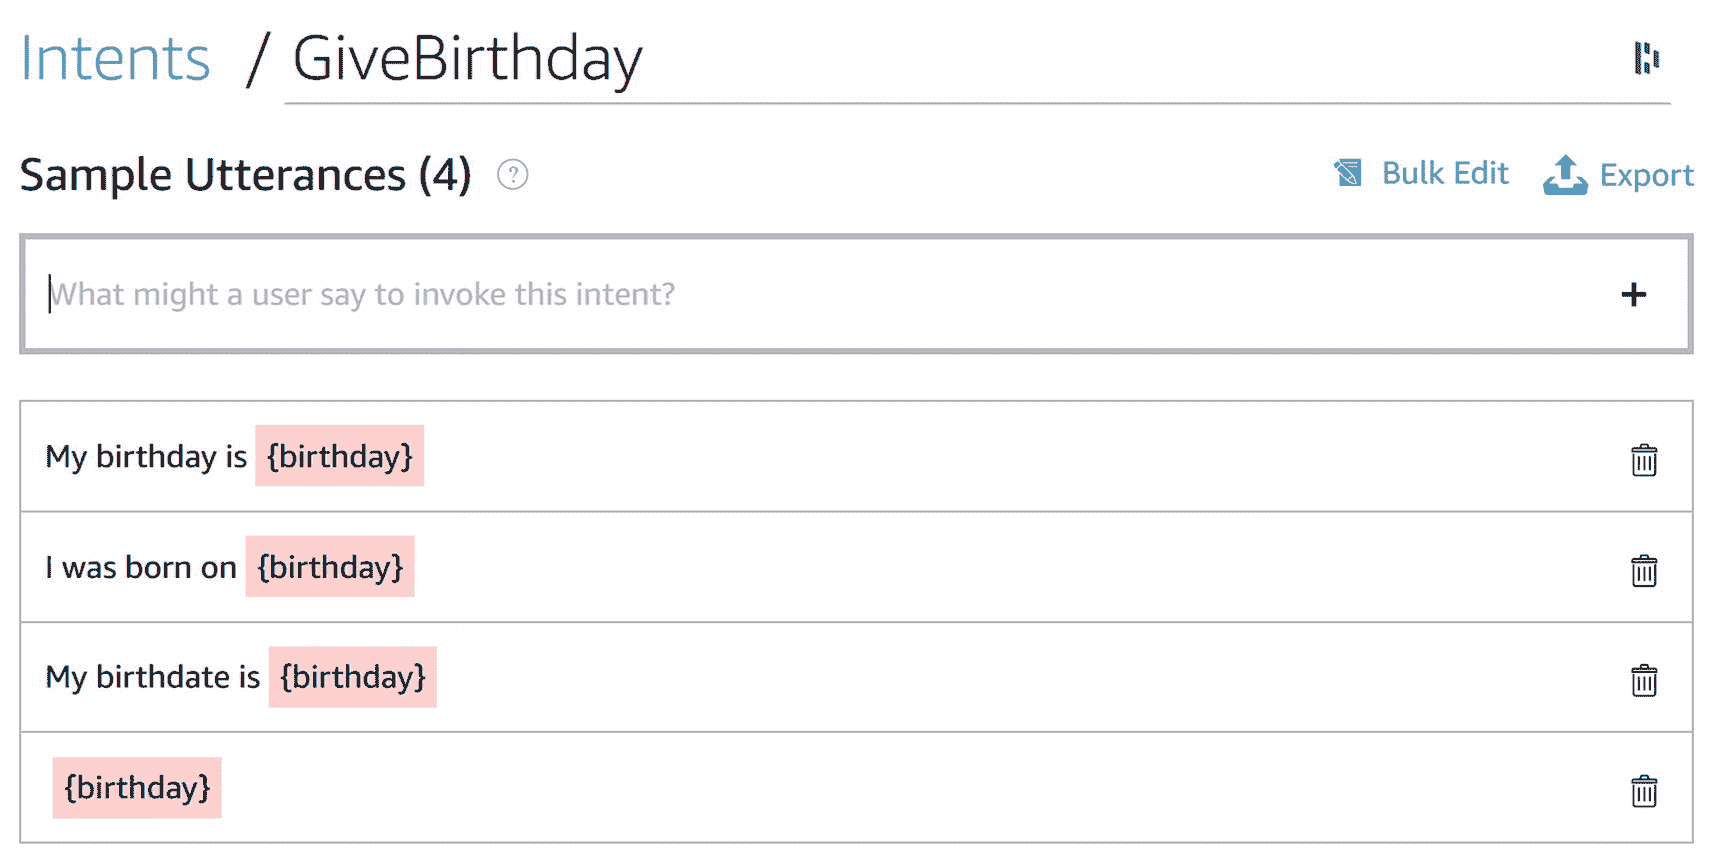 Intents / GiveBirthday
Sample Utterances (4) ? Bulk Edit Export
What might a user say to invoke this intent? +
My birthday is {birthday}
I was born on {birthday}
My birthdate is {birthday}
{birthday}